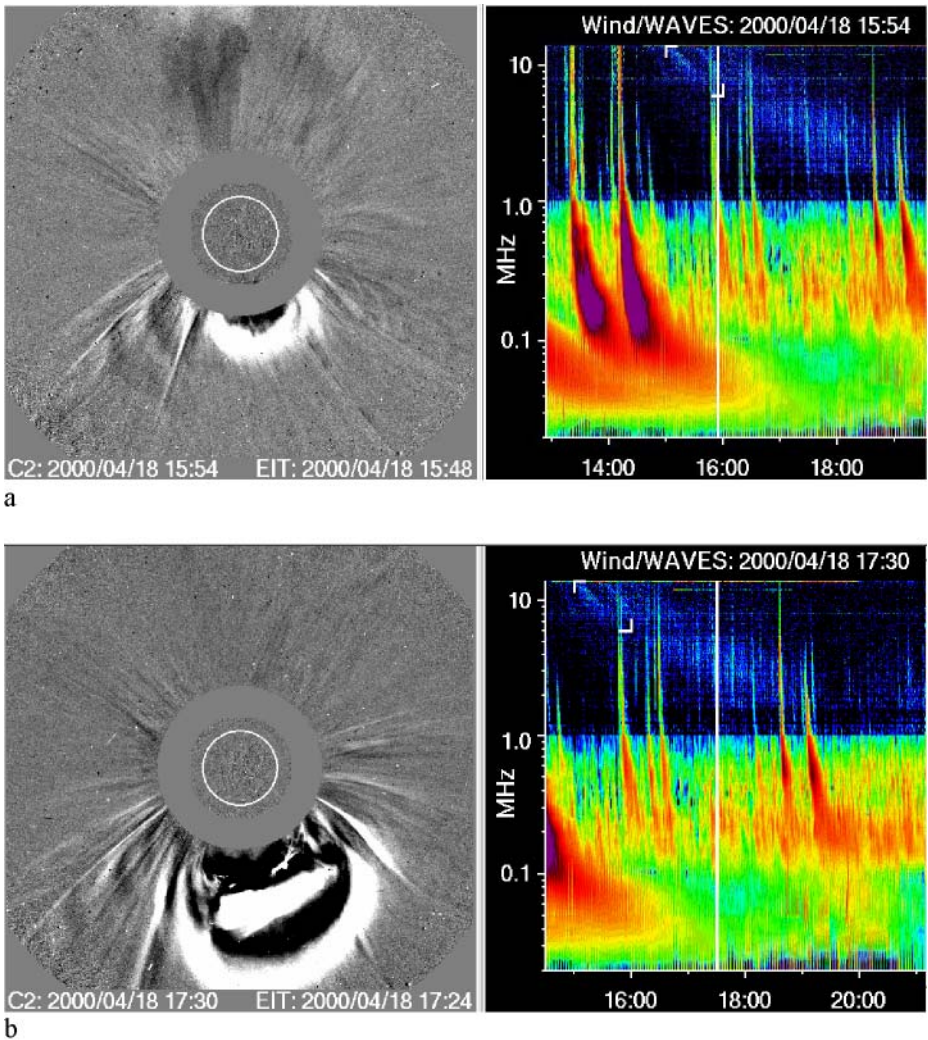 Wind/WAVES: 2000/04/18 15:54
10
1.0
MHz
0.1
14:00 16:00 18:00
C2: 2000/04/18 15:54 EIT: 2000/04/18 15:48
a
Wind/WAVES: 2000/04/18 17:30
10
1.0
MHz
0.1
16:00 18:00 20:00
C2: 2000/04/18 17:30 EIT: 2000/04/18 17:24
b